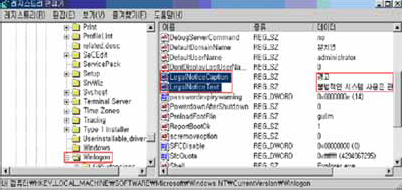 레지스트리 편집기
레지스트리 편집 보기(V) 즐겨찾기(F) 도움말(H)
Print
ProfileList
related.desc
SeCEdit
ServicePack
Setup
SrvWiz
Svchost
Terminal Server
Time Zones
Tracing
Type 1 Installer
Userinstallable.driver
Windows
Winlogon
이름 종류 데이터
DebugServerCommand REG_SZ no
DefaultDomainName REG_SZ
DefaultUserName REG_SZ administrator
DontDisplayLastUserNa... REG_SZ 0
LegalNoticeCaption REG_SZ 경고
LegalNoticeText REG_SZ 불법적인 시스템 사용은 관
passwordexpirywarning REG_DWORD 0x0000000e (14)
PowerdownAfterShutdown REG_SZ 0
PreloadFontFile REG_SZ gulim
ReportBootOk REG_SZ 1
scremoveoption REG_SZ 0
SFCDisable REG_DWORD 0x00000000 (0)
SfcQuota REG_DWORD 0xffffffff (4294967295)
Shell REG_SZ Explorer.exe
내 컴퓨터₩HKEY_LOCAL_MACHINE₩SOFTWARE₩Microsoft₩Windows NT₩CurrentVersion₩Winlogon